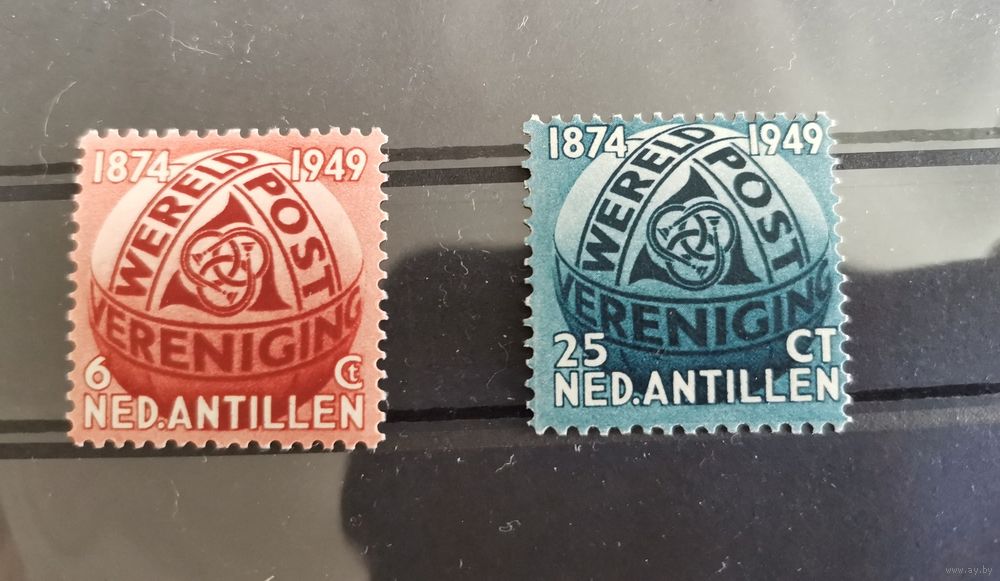 1874 1949
WERELD POST
VERENIGING
6 Ct
NED.ANTILLEN
1874 1949
WERELD POST
VERENIGING
25 CT
NED.ANTILLEN
www.ay.by